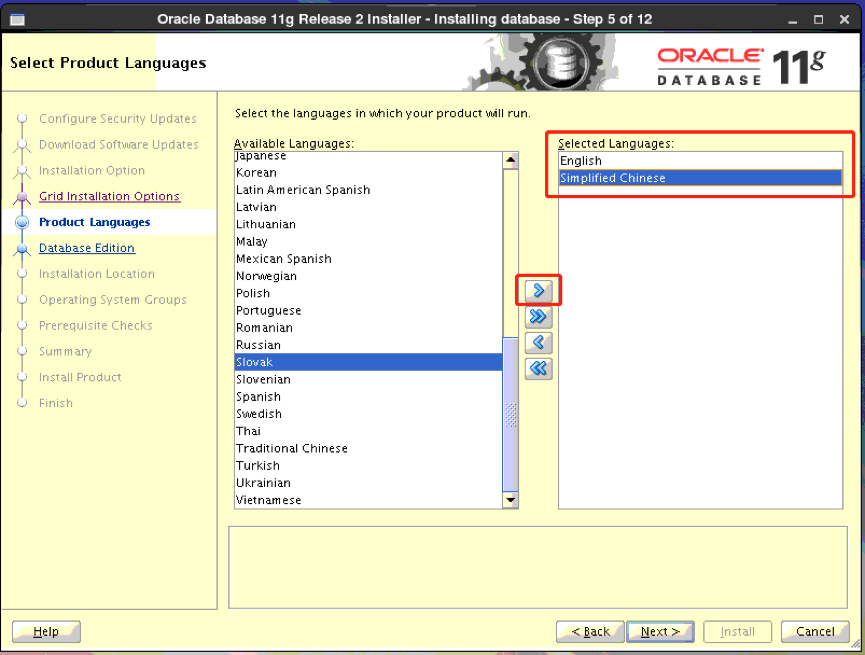 Oracle Database 11g Release 2 Installer - Installing database - Step 5 of 12
Select Product Languages
ORACLE
DATABASE
11g
Configure Security Updates
Download Software Updates
Installation Option
Grid Installation Options
Product Languages
Database Edition
Installation Location
Operating System Groups
Prerequisite Checks
Summary
Install Product
Finish
Select the languages in which your product will run.
Available Languages:
Japanese
Korean
Latin American Spanish
Latvian
Lithuanian
Malay
Mexican Spanish
Norwegian
Polish
Portuguese
Romanian
Russian
Slovak
Slovenian
Spanish
Swedish
Thai
Traditional Chinese
Turkish
Ukrainian
Vietnamese
Selected Languages:
English
Simplified Chinese
Help
< Back
Next >
Install
Cancel